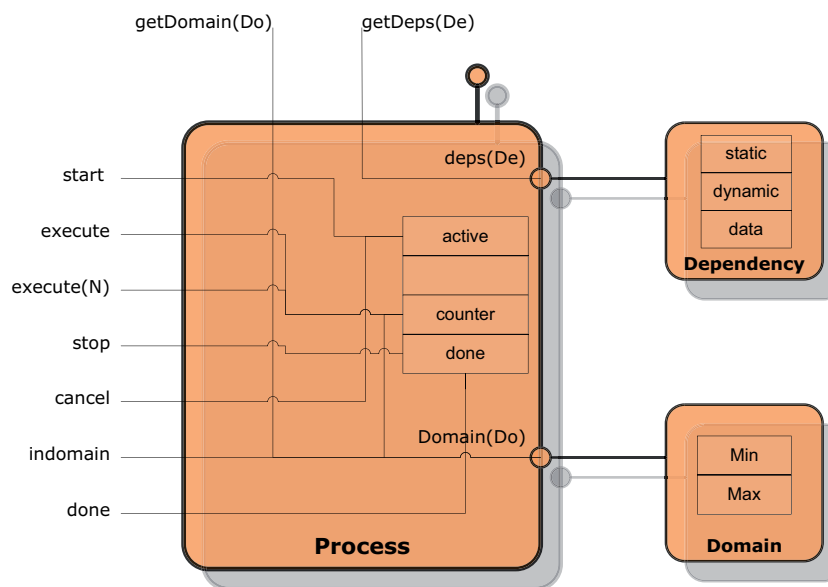 getDomain(Do)
getDeps(De)
deps(De)
start
execute
execute(N)
stop
cancel
indomain
done
active
counter
done
Domain(Do)
Process
static
dynamic
data
Dependency
Min
Max
Domain